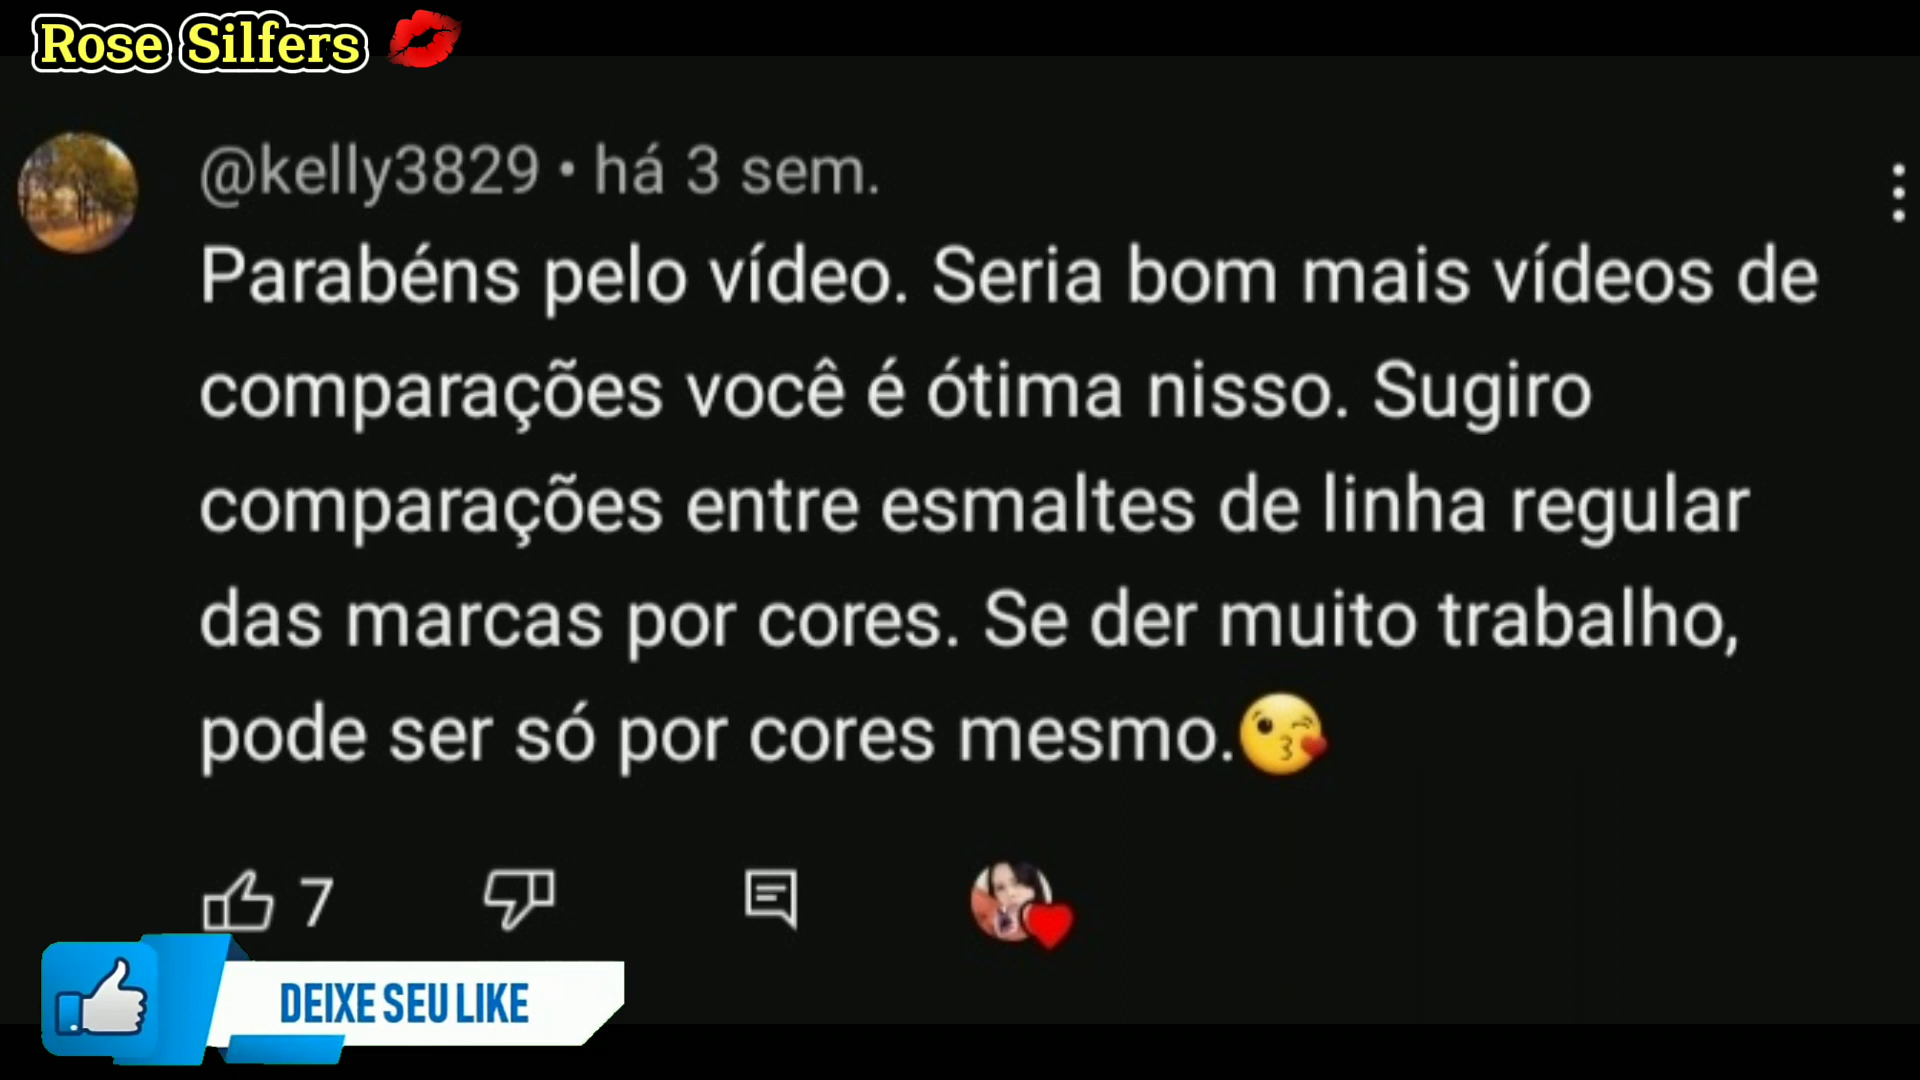 Rose Silfers 💋
@kelly3829 • há 3 sem.
Parabéns pelo vídeo. Seria bom mais vídeos de
comparações você é ótima nisso. Sugiro
comparações entre esmaltes de linha regular
das marcas por cores. Se der muito trabalho,
pode ser só por cores mesmo.😘
7
DEIXE SEU LIKE